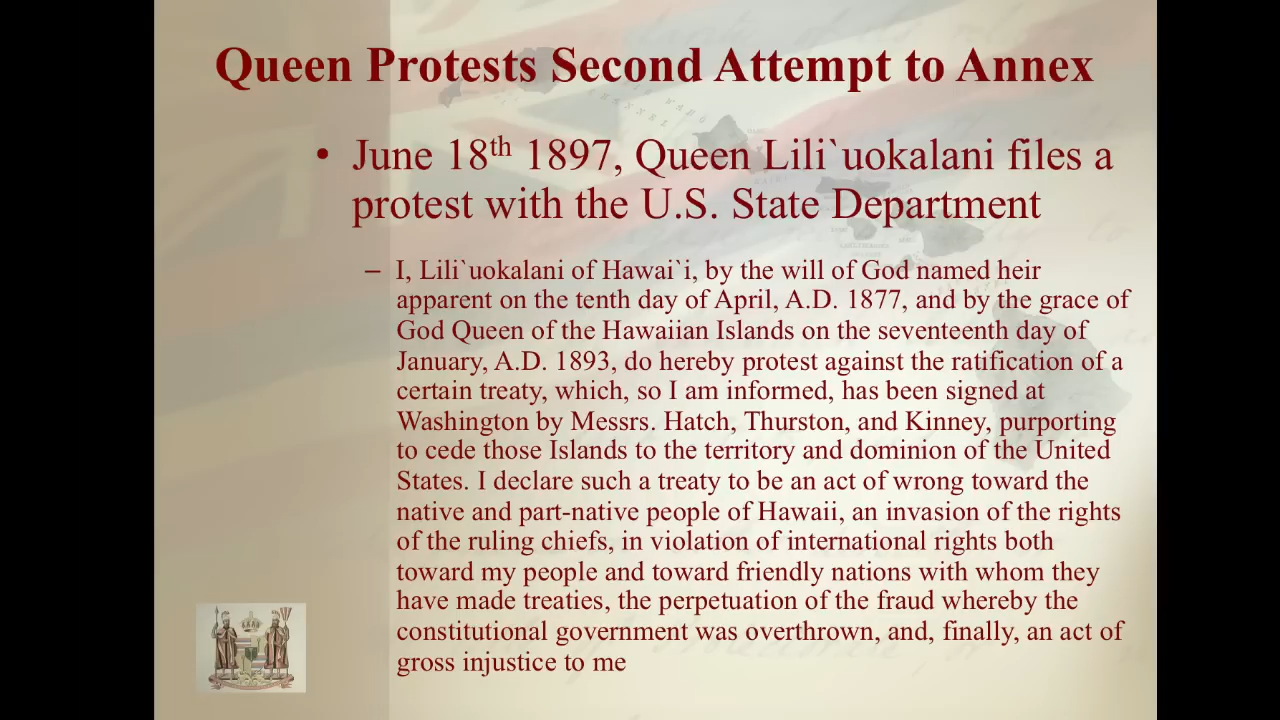 Queen Protests Second Attempt to Annex
• June 18th 1897, Queen Lili`uokalani files a
protest with the U.S. State Department
– I, Lili`uokalani of Hawai`i, by the will of God named heir
apparent on the tenth day of April, A.D. 1877, and by the grace of
God Queen of the Hawaiian Islands on the seventeenth day of
January, A.D. 1893, do hereby protest against the ratification of a
certain treaty, which, so I am informed, has been signed at
Washington by Messrs. Hatch, Thurston, and Kinney, purporting
to cede those Islands to the territory and dominion of the United
States. I declare such a treaty to be an act of wrong toward the
native and part-native people of Hawaii, an invasion of the rights
of the ruling chiefs, in violation of international rights both
toward my people and toward friendly nations with whom they
have made treaties, the perpetuation of the fraud whereby the
constitutional government was overthrown, and, finally, an act of
gross injustice to me